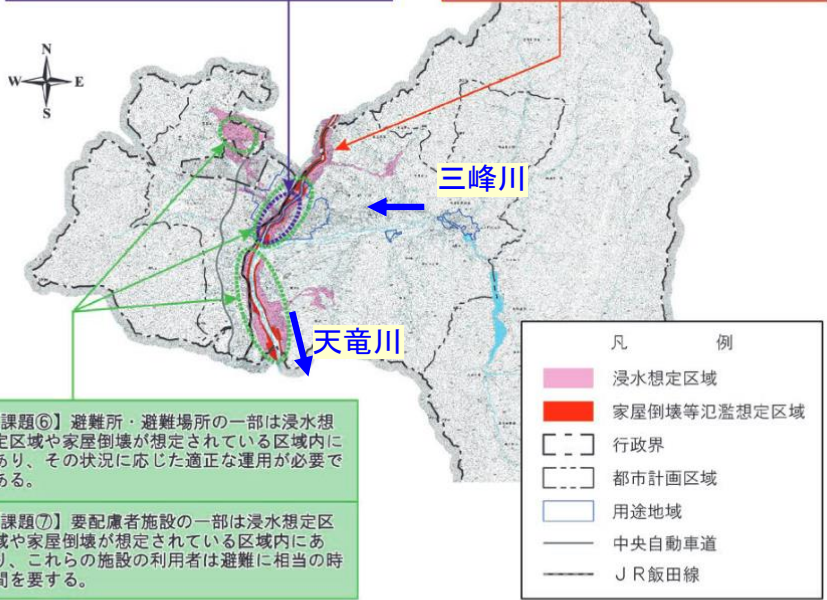 N
W E
S
三峰川
天竜川
課題⑥】避難所・避難場所の一部は浸水想
定区域や家屋倒壊が想定されている区域内に
あり、その状況に応じた適正な運用が必要で
ある。
課題⑦】要配慮者施設の一部は浸水想定区
域や家屋倒壊が想定されている区域内にあ
り、これらの施設の利用者は避難に相当の時
間を要する。
凡 例
浸水想定区域
家屋倒壊等氾濫想定区域
行政界
都市計画区域
用途地域
中央自動車道
ＪＲ飯田線